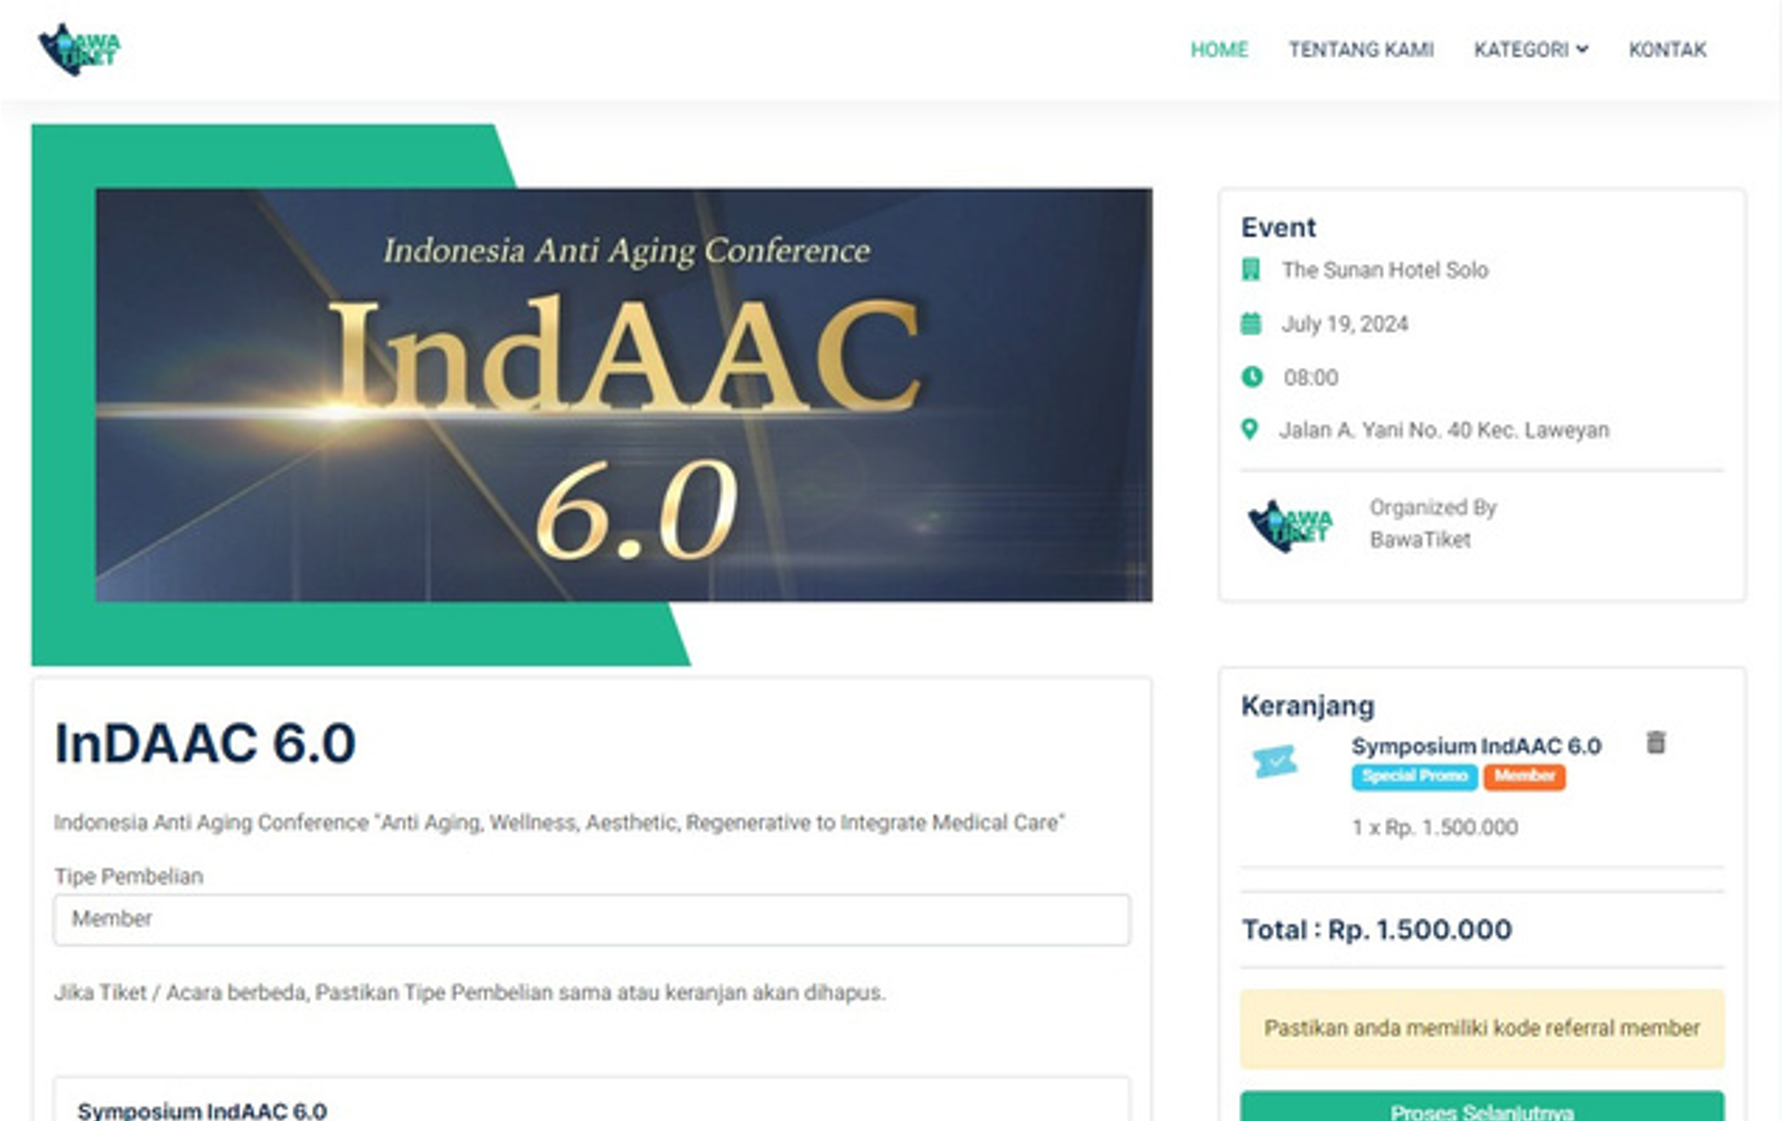 BAWA
TIKET
HOME TENTANG KAMI KATEGORI KONTAK
Indonesia Anti Aging Conference
IndAAC
6.0
Event
The Sunan Hotel Solo
July 19, 2024
08:00
Jalan A. Yani No. 40 Kec. Laweyan
BAWA
TIKET
Organized By
BawaTiket
InDAAC 6.0
Indonesia Anti Aging Conference "Anti Aging, Wellness, Aesthetic, Regenerative to Integrate Medical Care"
Tipe Pembelian
Member
Jika Tiket / Acara berbeda, Pastikan Tipe Pembelian sama atau keranjan akan dihapus.
Symposium IndAAC 6.0
Keranjang
Symposium IndAAC 6.0
Special Promo Member
1 x Rp. 1.500.000
Total : Rp. 1.500.000
Pastikan anda memiliki kode referral member
Proses Selanjutnya